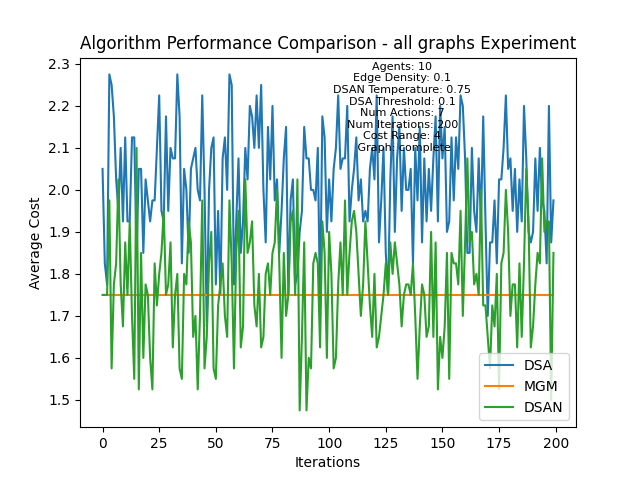 Algorithm Performance Comparison - all graphs Experiment
Agents: 10
Edge Density: 0.1
DSAN Temperature: 0.75
DSA Threshold: 0.1
Num Actions: 7
Num Iterations: 200
Cost Range: 4
Graph: complete
Average Cost
2.3
2.2
2.1
2.0
1.9
1.8
1.7
1.6
1.5
DSA
MGM
DSAN
0
25
50
75
100
125
150
175
200
Iterations